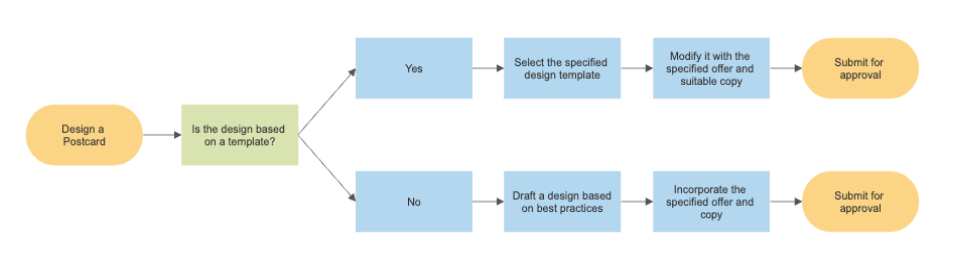 Design a
Postcard
Is the design based
on a template?
Yes
Select the specified
design template
Modify it with the
specified offer and
suitable copy
Submit for
approval
No
Draft a design based
on best practices
Incorporate the
specified offer and
copy
Submit for
approval